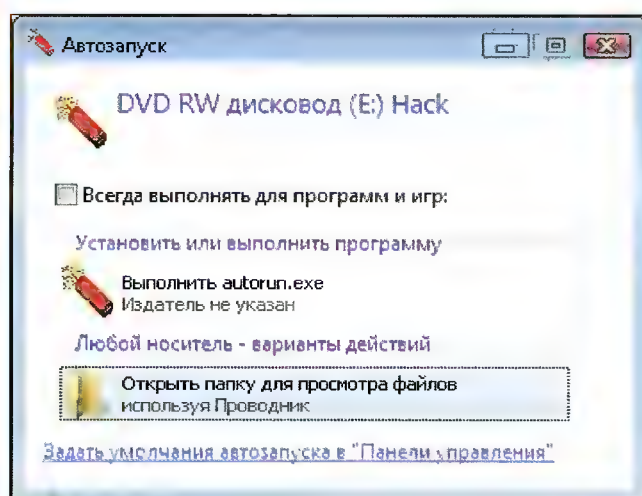 Автозапуск
DVD RW дисковод (E:) Hack
Всегда выполнять для программ и игр:
Установить или выполнить программу
Выполнить autorun.exe
Издатель не указан
Любой носитель - варианты действий
Открыть папку для просмотра файлов
используя Проводник
Задать умолчания автозапуска в "Панели управления"